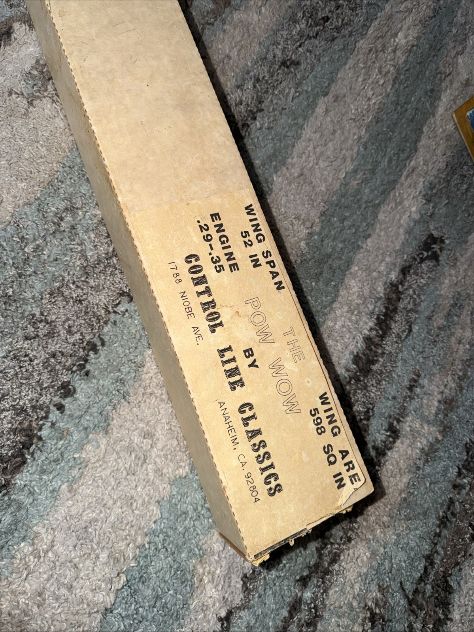 WING SPAN
52 IN
ENGINE
.29-.35
THE
POW WOW
BY
CONTROL LINE CLASSICS
1788 NIOBE AVE.
ANAHEIM, CA. 92804
WING AREA
598 SQ IN